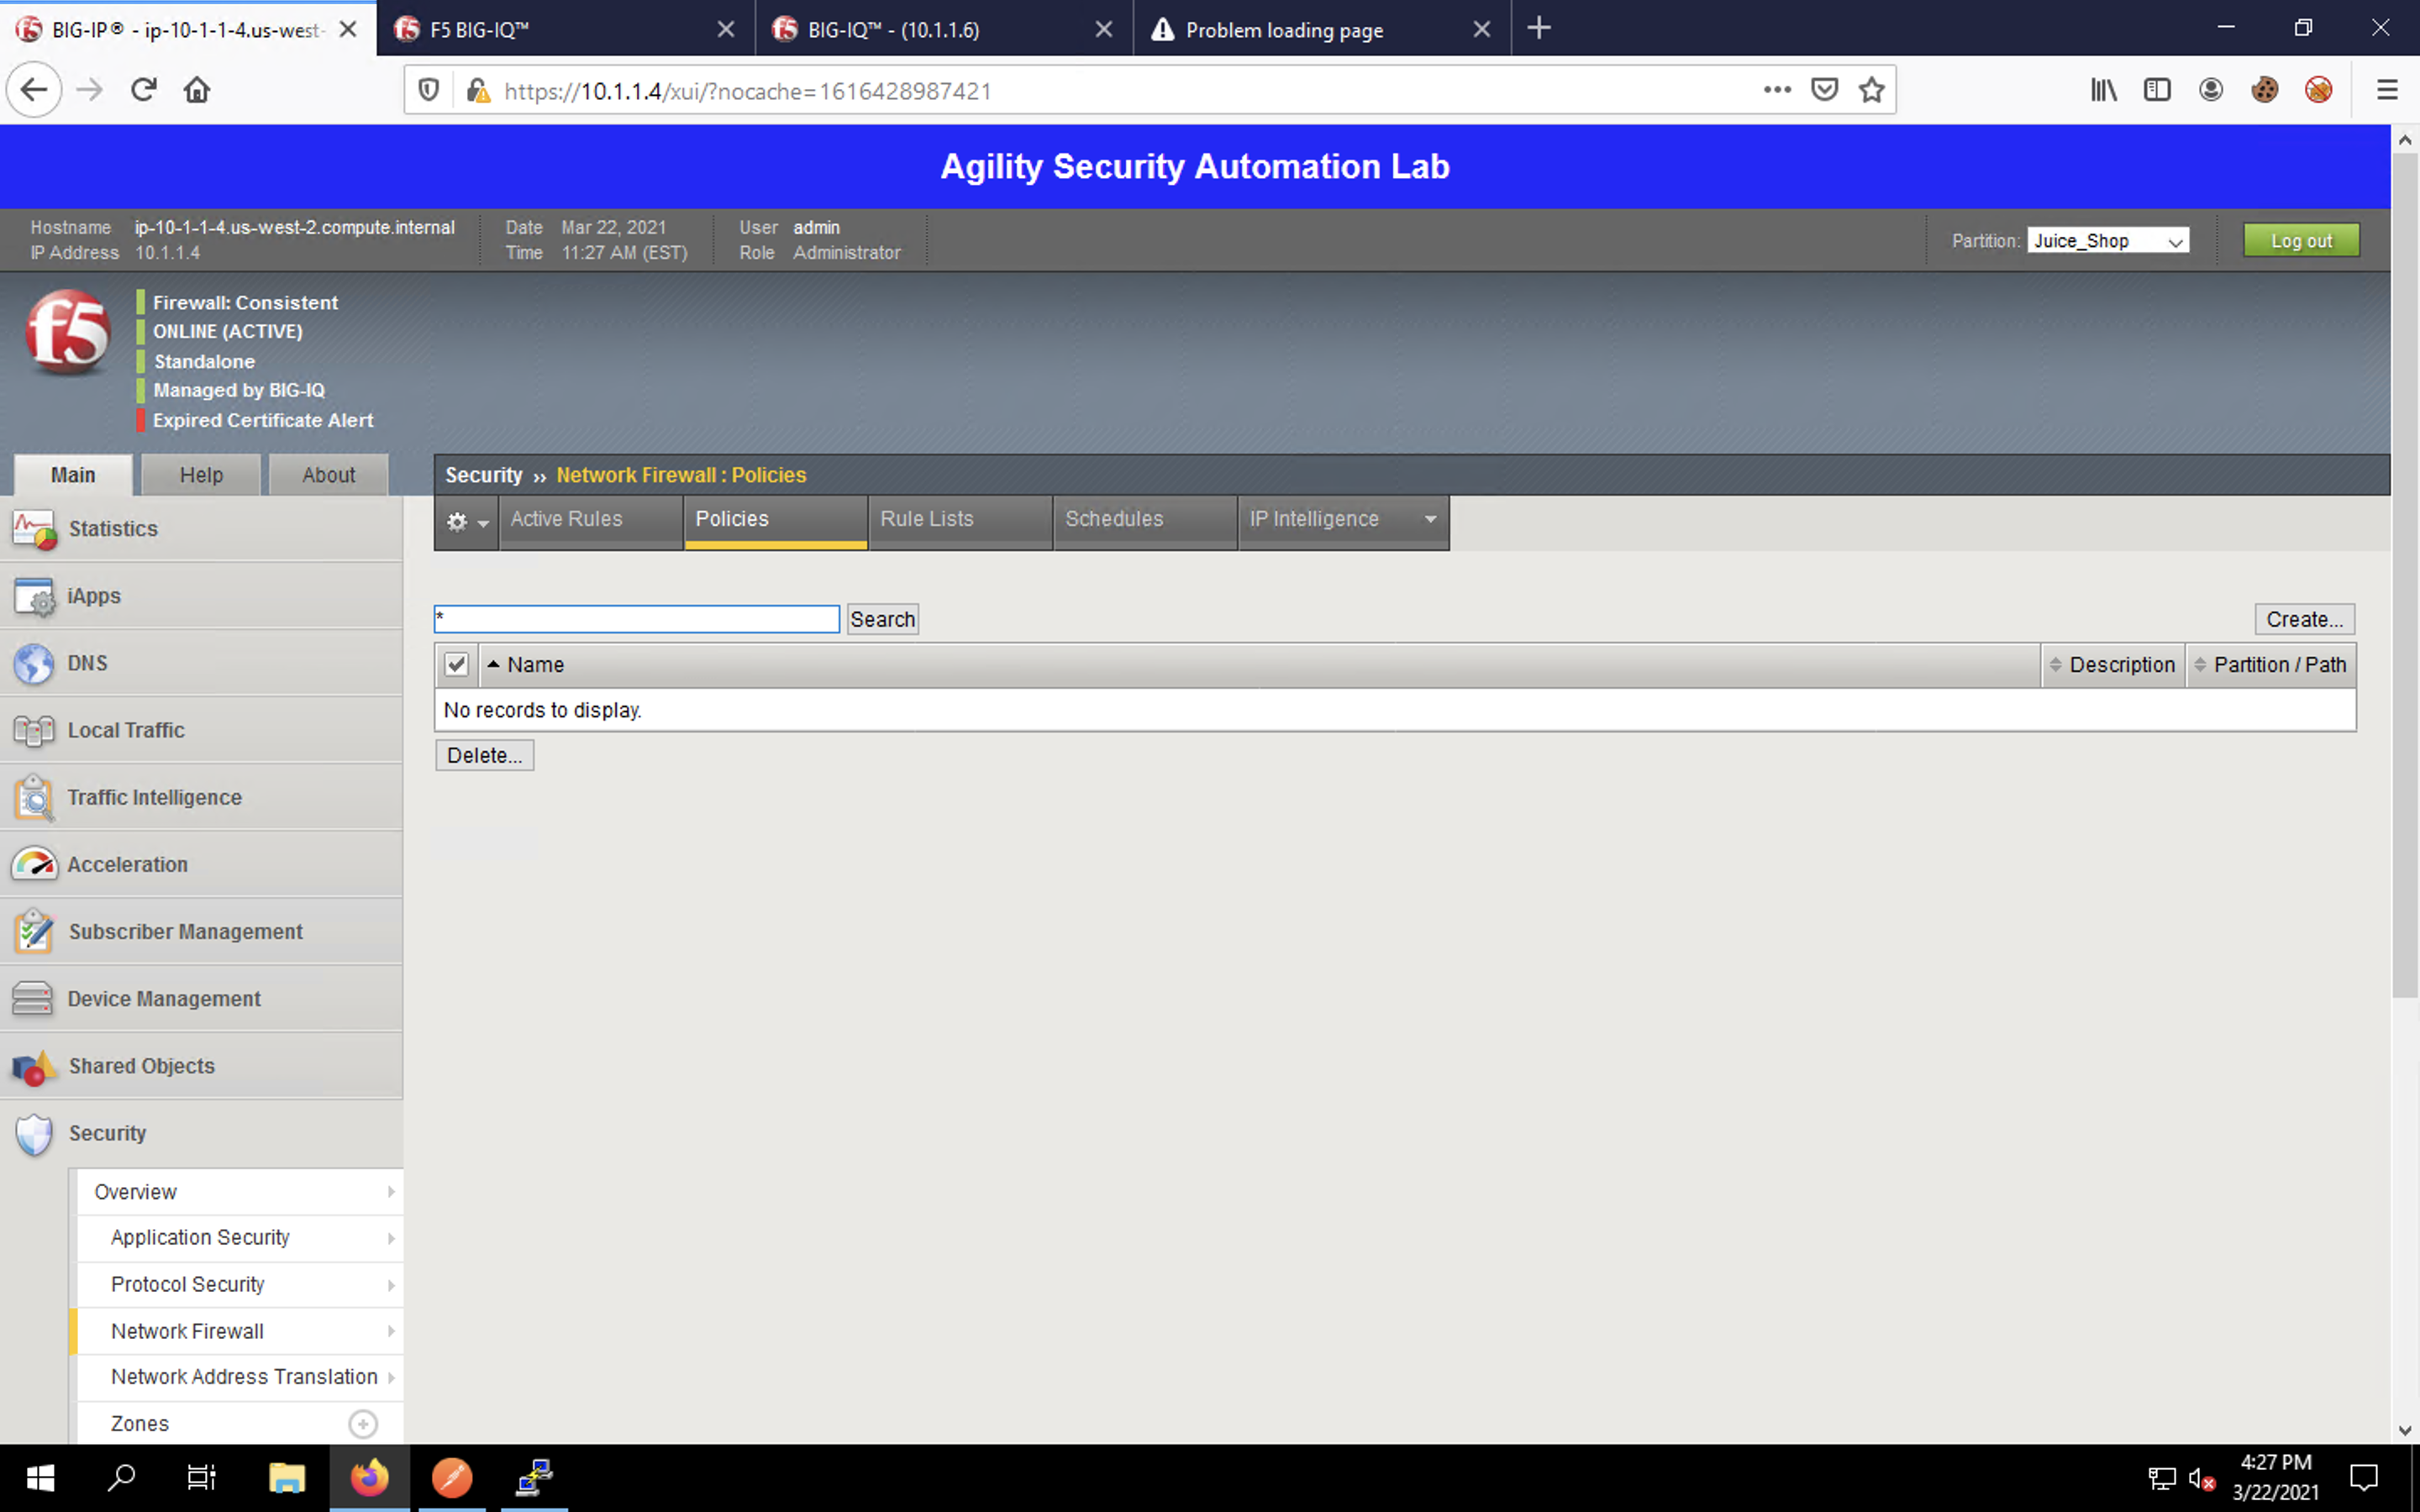 BIG-IP® - ip-10-1-1-4.us-west-
F5 BIG-IQ™
BIG-IQ™ - (10.1.1.6)
Problem loading page
https://10.1.1.4/xui/?nocache=1616428987421
Agility Security Automation Lab
Hostname ip-10-1-1-4.us-west-2.compute.internal
Date Mar 22, 2021
User admin
IP Address 10.1.1.4
Time 11:27 AM (EST)
Role Administrator
Partition: Juice_Shop
Log out
f5
Firewall: Consistent
ONLINE (ACTIVE)
Standalone
Managed by BIG-IQ
Expired Certificate Alert
Main Help About
Security ›› Network Firewall : Policies
Active Rules Policies Rule Lists Schedules IP Intelligence
* Search
Create...
Name Description Partition / Path
No records to display.
Delete...
Statistics
iApps
DNS
Local Traffic
Traffic Intelligence
Acceleration
Subscriber Management
Device Management
Shared Objects
Security
Overview
Application Security
Protocol Security
Network Firewall
Network Address Translation
Zones
4:27 PM
3/22/2021